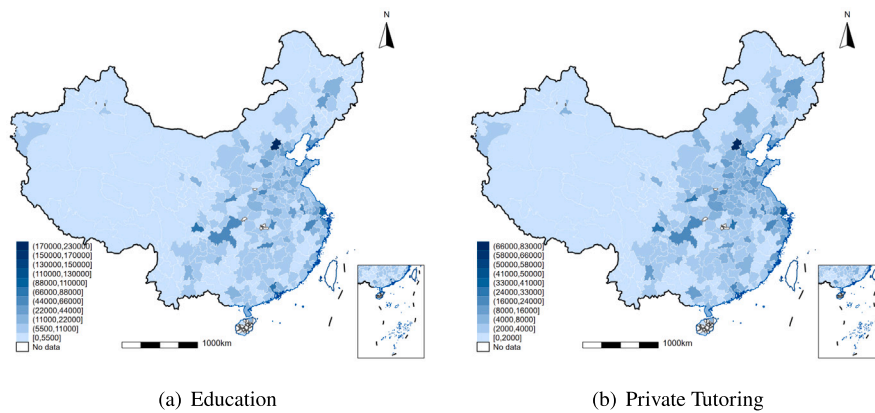 N
N
(170000,230000]
(150000,170000]
(130000,150000]
(110000,130000]
(88000,110000]
(66000,88000]
(44000,66000]
(22000,44000]
(11000,22000]
(5500,11000]
[0,5500]
No data
1000km
(66000,83000]
(58000,66000]
(50000,58000]
(41000,50000]
(33000,41000]
(24000,33000]
(16000,24000]
(8000,16000]
(4000,8000]
(2000,4000]
[0,2000]
No data
1000km
(a) Education
(b) Private Tutoring